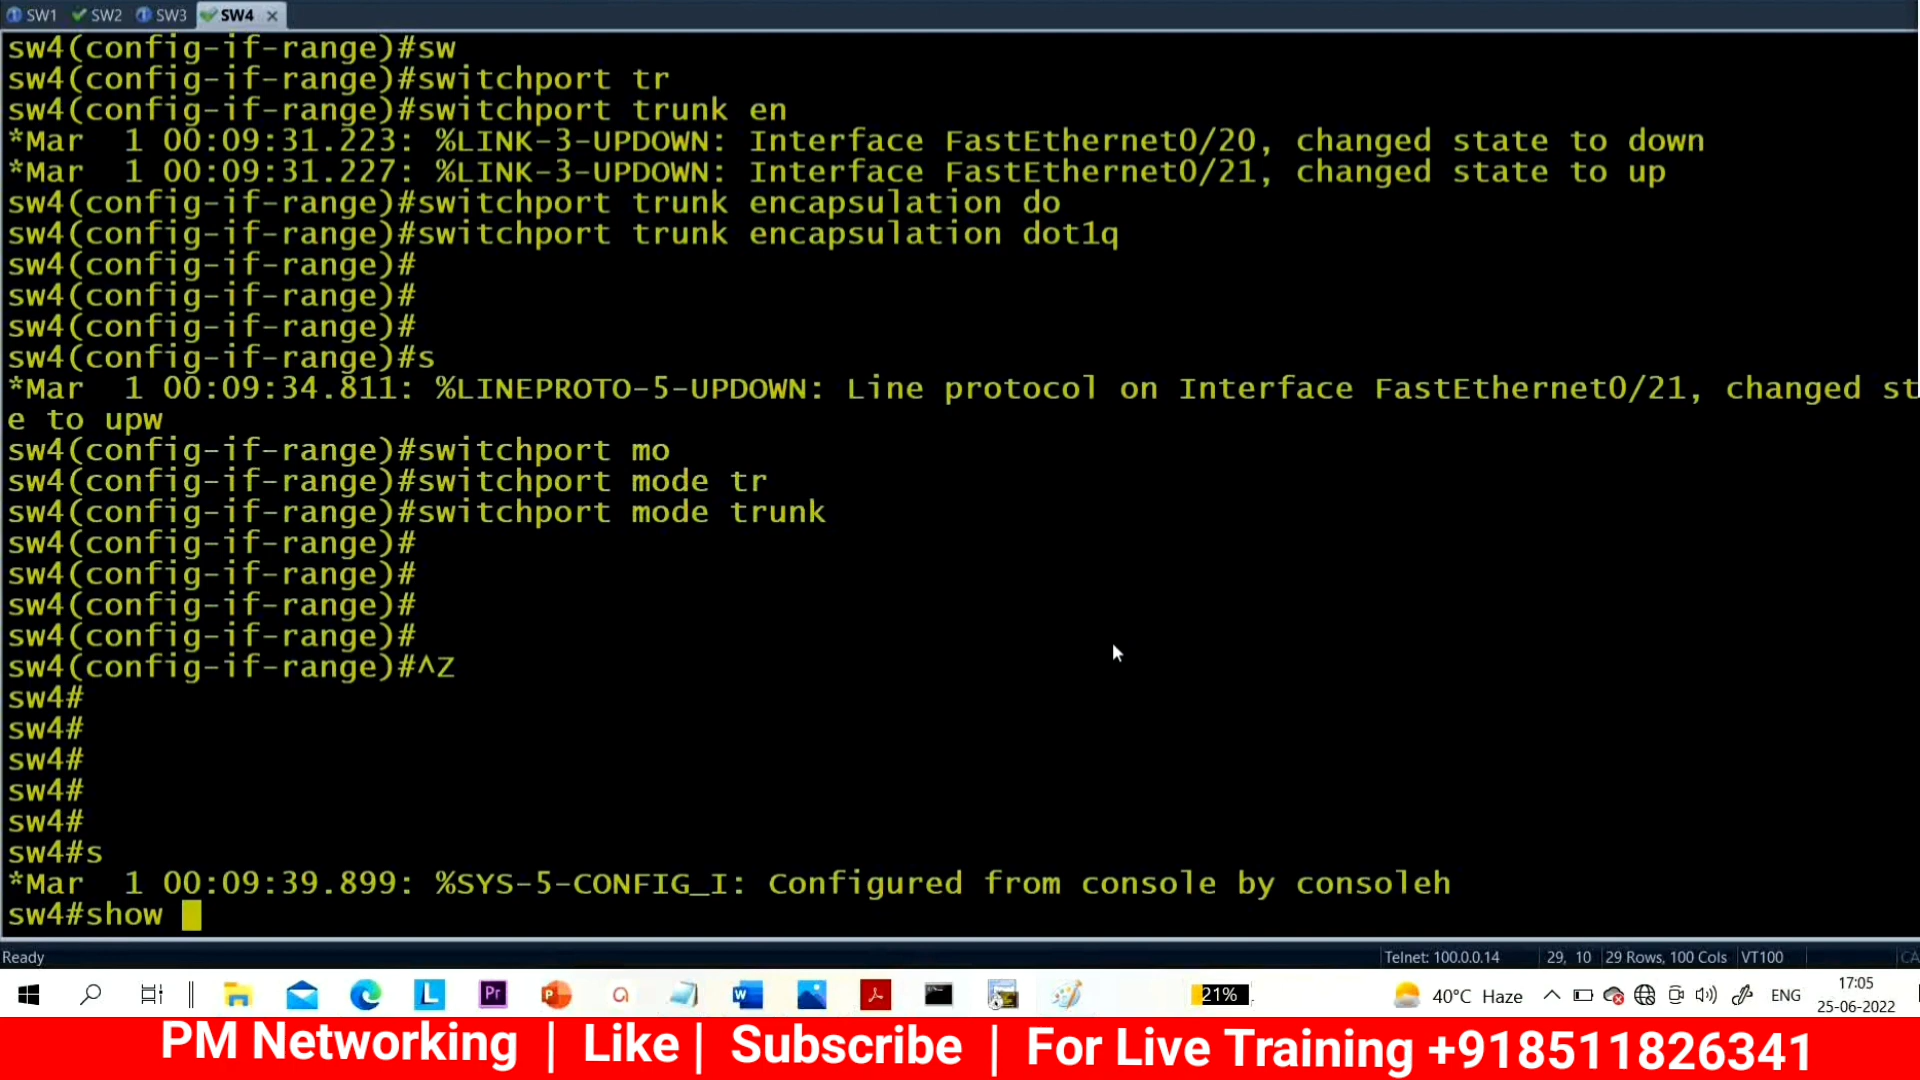 SW1 SW2 SW3 SW4
sw4(config-if-range)#sw
sw4(config-if-range)#switchport tr
sw4(config-if-range)#switchport trunk en
*Mar  1 00:09:31.223: %LINK-3-UPDOWN: Interface FastEthernet0/20, changed state to down
*Mar  1 00:09:31.227: %LINK-3-UPDOWN: Interface FastEthernet0/21, changed state to up
sw4(config-if-range)#switchport trunk encapsulation do
sw4(config-if-range)#switchport trunk encapsulation dot1q
sw4(config-if-range)#
sw4(config-if-range)#
sw4(config-if-range)#
sw4(config-if-range)#s
*Mar  1 00:09:34.811: %LINEPROTO-5-UPDOWN: Line protocol on Interface FastEthernet0/21, changed st
e to upw
sw4(config-if-range)#switchport mo
sw4(config-if-range)#switchport mode tr
sw4(config-if-range)#switchport mode trunk
sw4(config-if-range)#
sw4(config-if-range)#
sw4(config-if-range)#
sw4(config-if-range)#
sw4(config-if-range)#^Z
sw4#
sw4#
sw4#
sw4#
sw4#
sw4#s
*Mar  1 00:09:39.899: %SYS-5-CONFIG_I: Configured from console by consoleh
sw4#show
Ready Telnet: 100.0.0.14 29, 10 29 Rows, 100 Cols VT100 CA
21% 40°C Haze ENG 17:05
25-06-2022
PM Networking | Like | Subscribe | For Live Training +918511826341